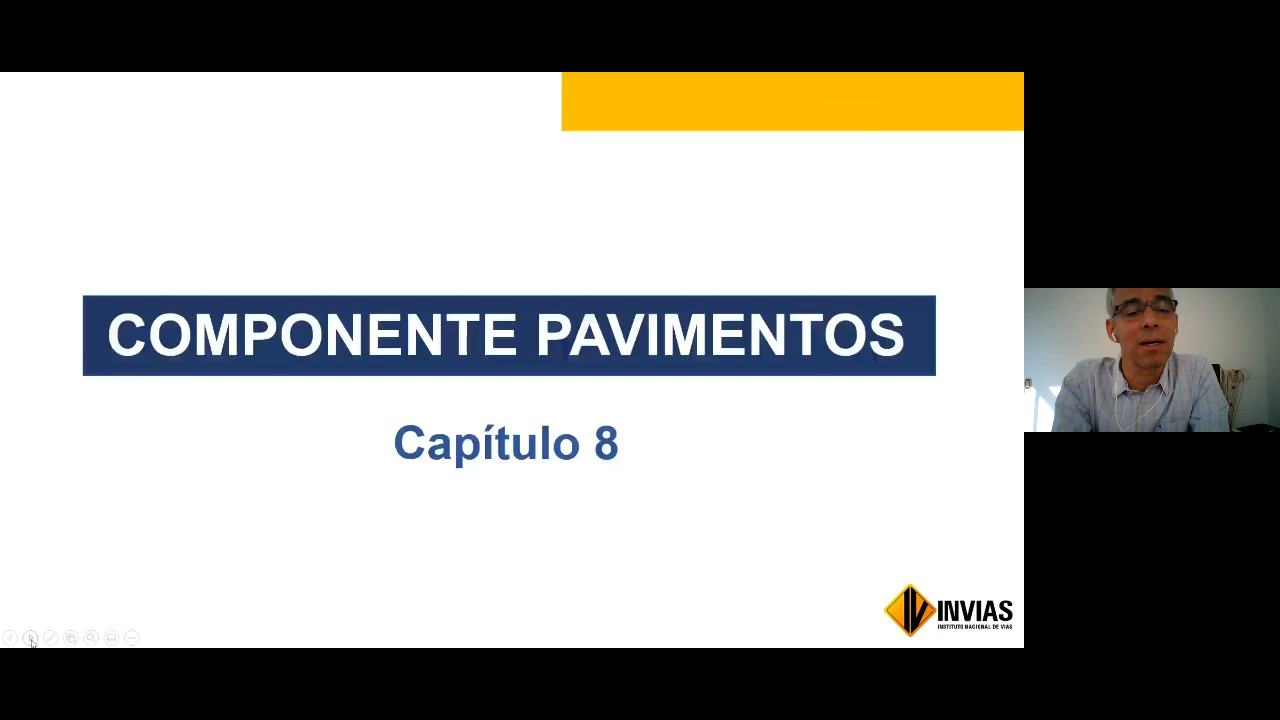 COMPONENTE PAVIMENTOS
Capítulo 8
INVIAS
INSTITUTO NACIONAL DE VIAS